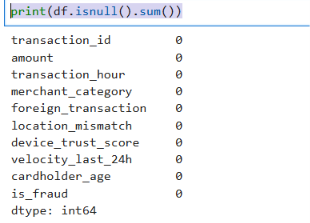 print(df.isnull().sum())
transaction_id 0
amount 0
transaction_hour 0
merchant_category 0
foreign_transaction 0
location_mismatch 0
device_trust_score 0
velocity_last_24h 0
cardholder_age 0
is_fraud 0
dtype: int64